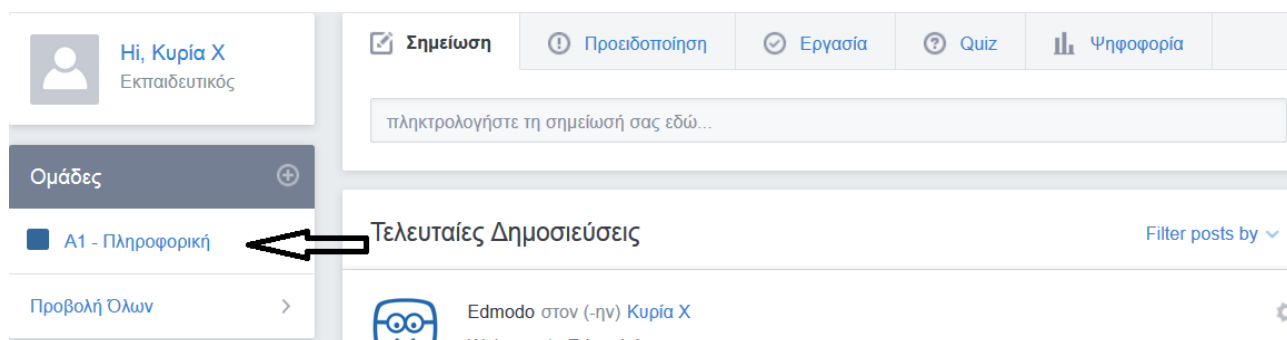 Hi, Κυρία Χ
Εκπαιδευτικός
Ομάδες
Α1 - Πληροφορική
Προβολή Όλων
Σημείωση
Προειδοποίηση
Εργασία
Quiz
Ψηφοφορία
πληκτρολογήστε τη σημείωσή σας εδώ...
Τελευταίες Δημοσιεύσεις
Filter posts by
Edmodo στον (-ην) Κυρία Χ